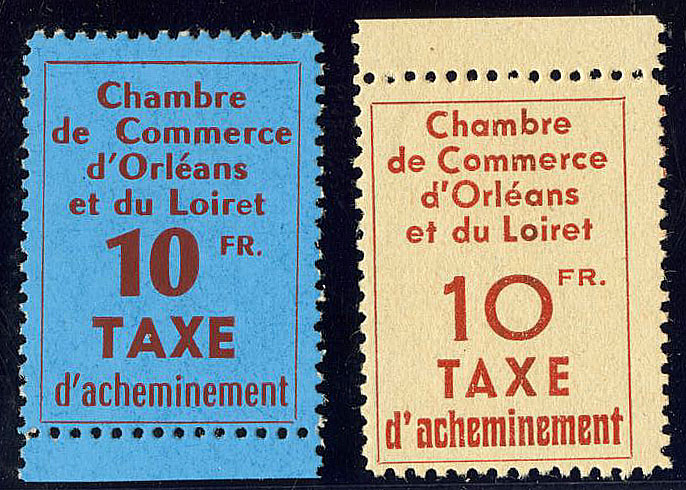 Chambre
de Commerce
d'Orléans
et du Loiret
10 FR.
TAXE
d'acheminement
Chambre
de Commerce
d'Orléans
et du Loiret
10 FR.
TAXE
d'acheminement